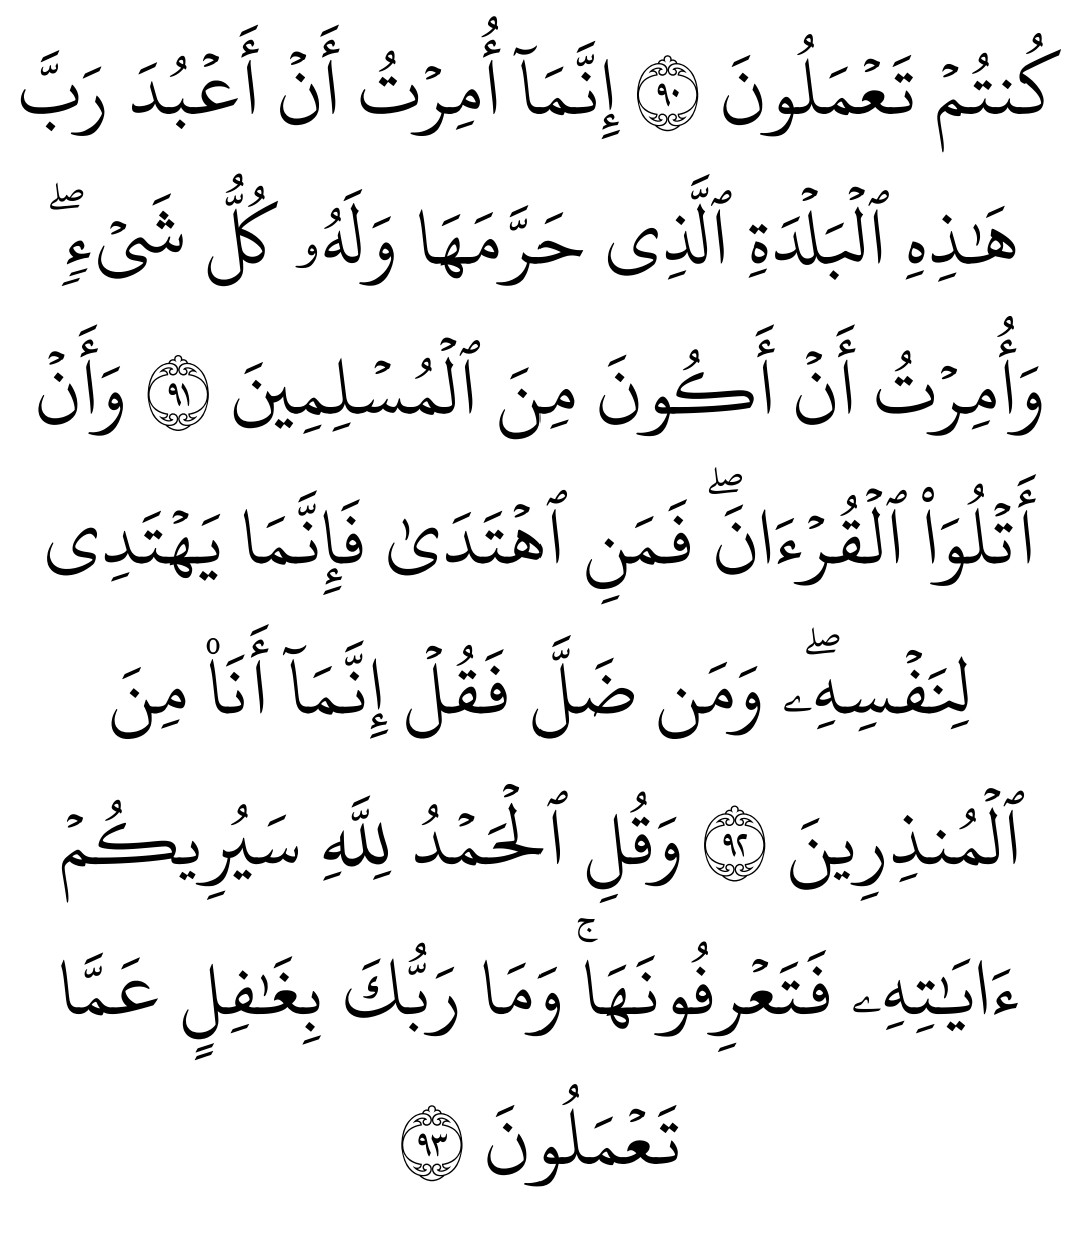 كُنتُمْ تَعْمَلُونَ ۝٩٠ إِنَّمَآ أُمِرْتُ أَنْ أَعْبُدَ رَبَّ
هَـٰذِهِ ٱلْبَلْدَةِ ٱلَّذِى حَرَّمَهَا وَلَهُۥ كُلُّ شَىْءٍۖ
وَأُمِرْتُ أَنْ أَكُونَ مِنَ ٱلْمُسْلِمِينَ ۝٩١ وَأَنْ
أَتْلُوَا۟ ٱلْقُرْءَانَۖ فَمَنِ ٱهْتَدَىٰ فَإِنَّمَا يَهْتَدِى
لِنَفْسِهِۦۖ وَمَن ضَلَّ فَقُلْ إِنَّمَآ أَنَا۠ مِنَ
ٱلْمُنذِرِينَ ۝٩٢ وَقُلِ ٱلْحَمْدُ لِلَّهِ سَيُرِيكُمْ
ءَايَـٰتِهِۦ فَتَعْرِفُونَهَاۚ وَمَا رَبُّكَ بِغَـٰفِلٍ عَمَّا
تَعْمَلُونَ ۝٩٣